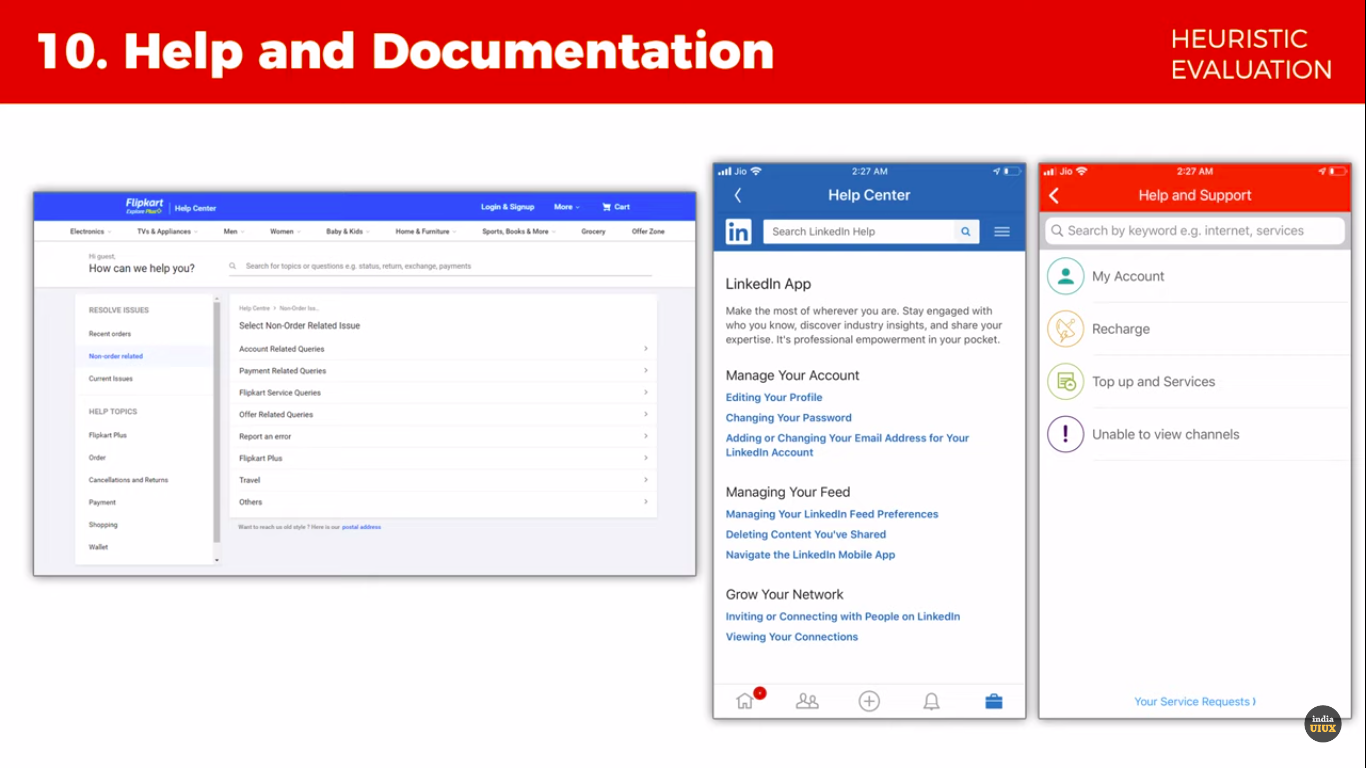 10. Help and Documentation
HEURISTIC
EVALUATION
Flipkart
Explore Plus
Help Center
Login & Signup
More
Cart
Electronics
TVs & Appliances
Men
Women
Baby & Kids
Home & Furniture
Sports, Books & More
Grocery
Offer Zone
Hi guest,
How can we help you?
Search for topics or questions e.g. status, return, exchange, payments
RESOLVE ISSUES
Recent orders
Non-order related
Current Issues
HELP TOPICS
Flipkart Plus
Order
Cancellations and Returns
Payment
Shopping
Wallet
Help Centre > Non-Order Iss...
Select Non-Order Related Issue
Account Related Queries
Payment Related Queries
Flipkart Service Queries
Offer Related Queries
Report an error
Flipkart Plus
Travel
Others
Want to reach us old style ? Here is our postal address
Jio
2:27 AM
Help Center
in
Search LinkedIn Help
LinkedIn App
Make the most of wherever you are. Stay engaged with
who you know, discover industry insights, and share your
expertise. It's professional empowerment in your pocket.
Manage Your Account
Editing Your Profile
Changing Your Password
Adding or Changing Your Email Address for Your
LinkedIn Account
Managing Your Feed
Managing Your LinkedIn Feed Preferences
Deleting Content You've Shared
Navigate the LinkedIn Mobile App
Grow Your Network
Inviting or Connecting with People on LinkedIn
Viewing Your Connections
Jio
2:27 AM
Help and Support
Search by keyword e.g. internet, services
My Account
Recharge
Top up and Services
Unable to view channels
Your Service Requests ⟩
india
UIUX